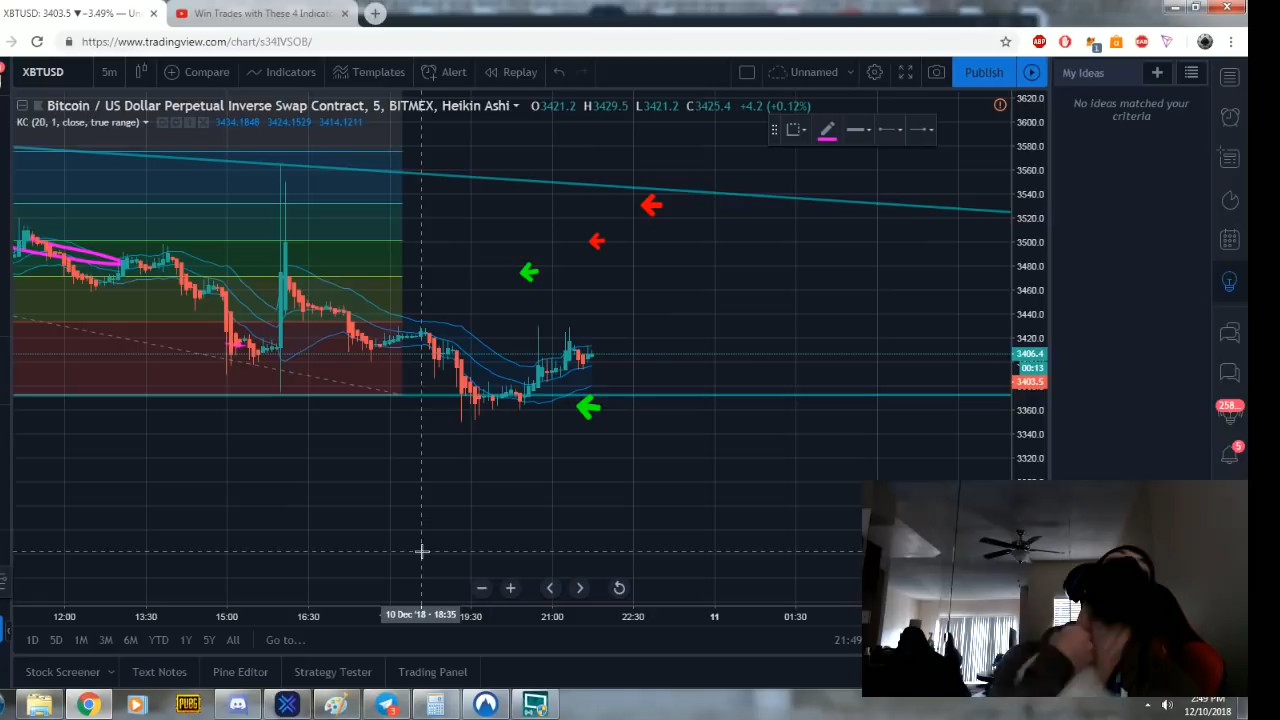 XBTUSD: 3403.5 ▼−3.49% — Un
Win Trades with These 4 Indicat
https://www.tradingview.com/chart/s34IVSOB/
ABP
1
XBTUSD 5m Compare Indicators Templates Alert Replay Unnamed Publish My Ideas
Bitcoin / US Dollar Perpetual Inverse Swap Contract, 5, BITMEX, Heikin Ashi O3421.2 H3429.5 L3421.2 C3425.4 +4.2 (+0.12%)
KC (20, 1, close, true range) 3434.1848 3424.1529 3414.1211
No ideas matched your
criteria
3620.0
3600.0
3580.0
3560.0
3540.0
3520.0
3500.0
3480.0
3460.0
3440.0
3420.0
3406.4
00:13
3403.5
3360.0
3340.0
3320.0
258...
5
12:00 13:30 15:00 16:30 10 Dec '18 - 18:35 19:30 21:00 22:30 11 01:30
1D 5D 1M 3M 6M YTD 1Y 5Y All Go to... 21:49
Stock Screener Text Notes Pine Editor Strategy Tester Trading Panel
PUBG
3
2:49 PM
12/10/2018